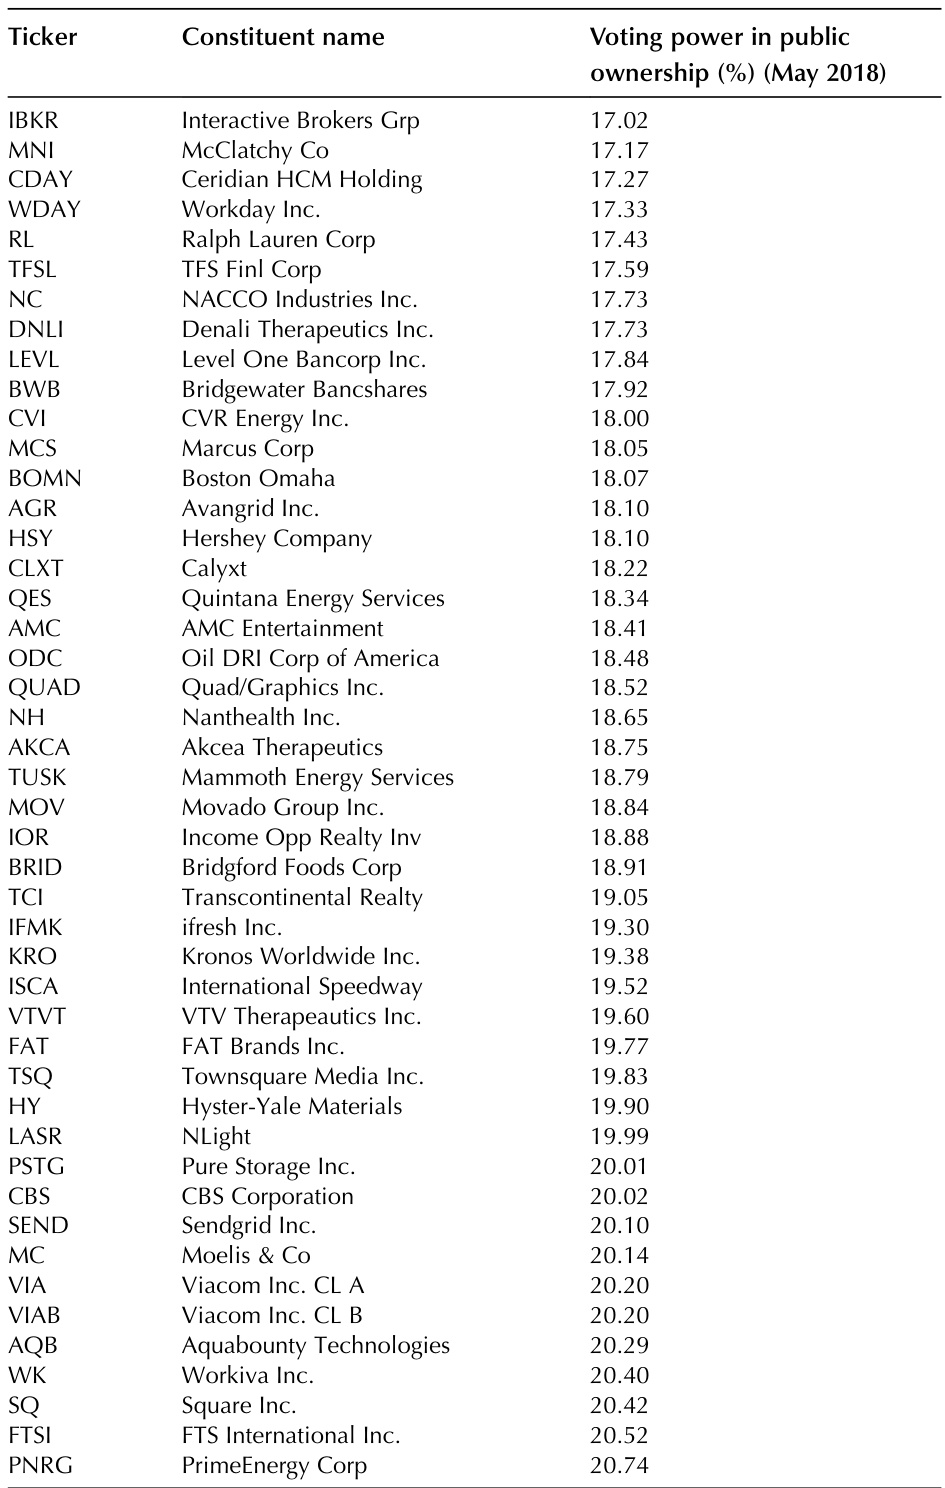 Ticker Constituent name Voting power in public
ownership (%) (May 2018)
IBKR Interactive Brokers Grp 17.02
MNI McClatchy Co 17.17
CDAY Ceridian HCM Holding 17.27
WDAY Workday Inc. 17.33
RL Ralph Lauren Corp 17.43
TFSL TFS Finl Corp 17.59
NC NACCO Industries Inc. 17.73
DNLI Denali Therapeutics Inc. 17.73
LEVL Level One Bancorp Inc. 17.84
BWB Bridgewater Bancshares 17.92
CVI CVR Energy Inc. 18.00
MCS Marcus Corp 18.05
BOMN Boston Omaha 18.07
AGR Avangrid Inc. 18.10
HSY Hershey Company 18.10
CLXT Calyxt 18.22
QES Quintana Energy Services 18.34
AMC AMC Entertainment 18.41
ODC Oil DRI Corp of America 18.48
QUAD Quad/Graphics Inc. 18.52
NH Nanthealth Inc. 18.65
AKCA Akcea Therapeutics 18.75
TUSK Mammoth Energy Services 18.79
MOV Movado Group Inc. 18.84
IOR Income Opp Realty Inv 18.88
BRID Bridgford Foods Corp 18.91
TCI Transcontinental Realty 19.05
IFMK ifresh Inc. 19.30
KRO Kronos Worldwide Inc. 19.38
ISCA International Speedway 19.52
VTVT VTV Therapeautics Inc. 19.60
FAT FAT Brands Inc. 19.77
TSQ Townsquare Media Inc. 19.83
HY Hyster-Yale Materials 19.90
LASR NLight 19.99
PSTG Pure Storage Inc. 20.01
CBS CBS Corporation 20.02
SEND Sendgrid Inc. 20.10
MC Moelis & Co 20.14
VIA Viacom Inc. CL A 20.20
VIAB Viacom Inc. CL B 20.20
AQB Aquabounty Technologies 20.29
WK Workiva Inc. 20.40
SQ Square Inc. 20.42
FTSI FTS International Inc. 20.52
PNRG PrimeEnergy Corp 20.74